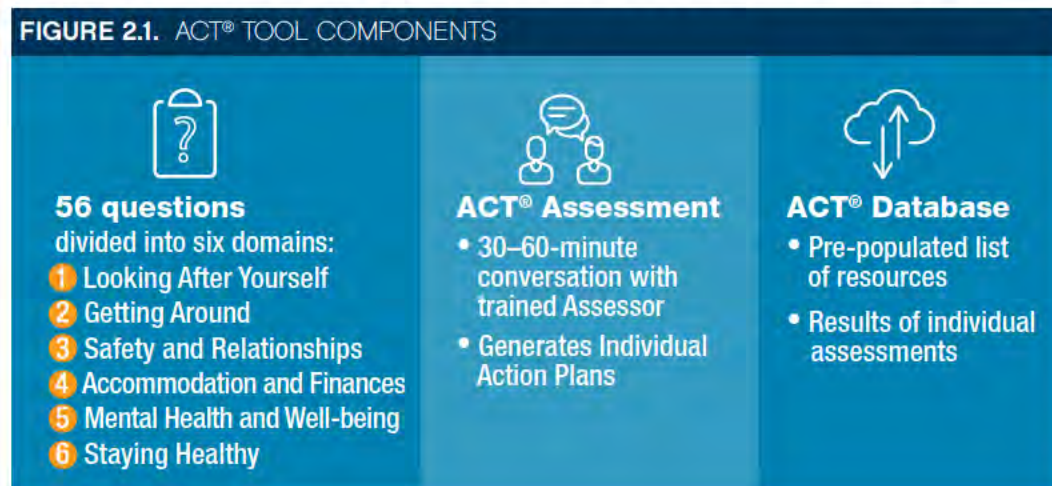 FIGURE 2.1. ACT® TOOL COMPONENTS
?
56 questions
divided into six domains:
1 Looking After Yourself
2 Getting Around
3 Safety and Relationships
4 Accommodation and Finances
5 Mental Health and Well-being
6 Staying Healthy
ACT® Assessment
• 30–60-minute
conversation with
trained Assessor
• Generates Individual
Action Plans
ACT® Database
• Pre-populated list
of resources
• Results of individual
assessments